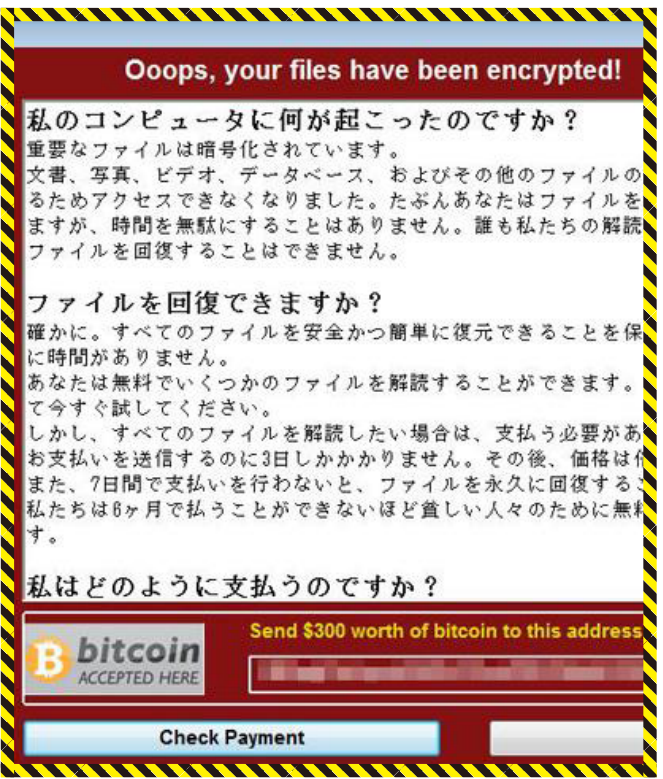 Ooops, your files have been encrypted!
私のコンピュータに何が起こったのですか？
重要なファイルは暗号化されています。
文書、写真、ビデオ、データベース、およびその他のファイルの
るためアクセスできなくなりました。たぶんあなたはファイルを
ますが、時間を無駄にすることはありません。誰も私たちの解読
ファイルを回復することはできません。
ファイルを回復できますか？
確かに。すべてのファイルを安全かつ簡単に復元できることを保
に時間がありません。
あなたは無料でいくつかのファイルを解読することができます。
て今すぐ試してください。
しかし、すべてのファイルを解読したい場合は、支払う必要があ
お支払いを送信するのに3日しかかかりません。その後、価格は
また、7日間で支払いを行わないと、ファイルを永久に回復する
私たちは6ヶ月で払うことができないほど貧しい人々のために無
す。
私はどのように支払うのですか？
bitcoin
ACCEPTED HERE
Send $300 worth of bitcoin to this address
Check Payment